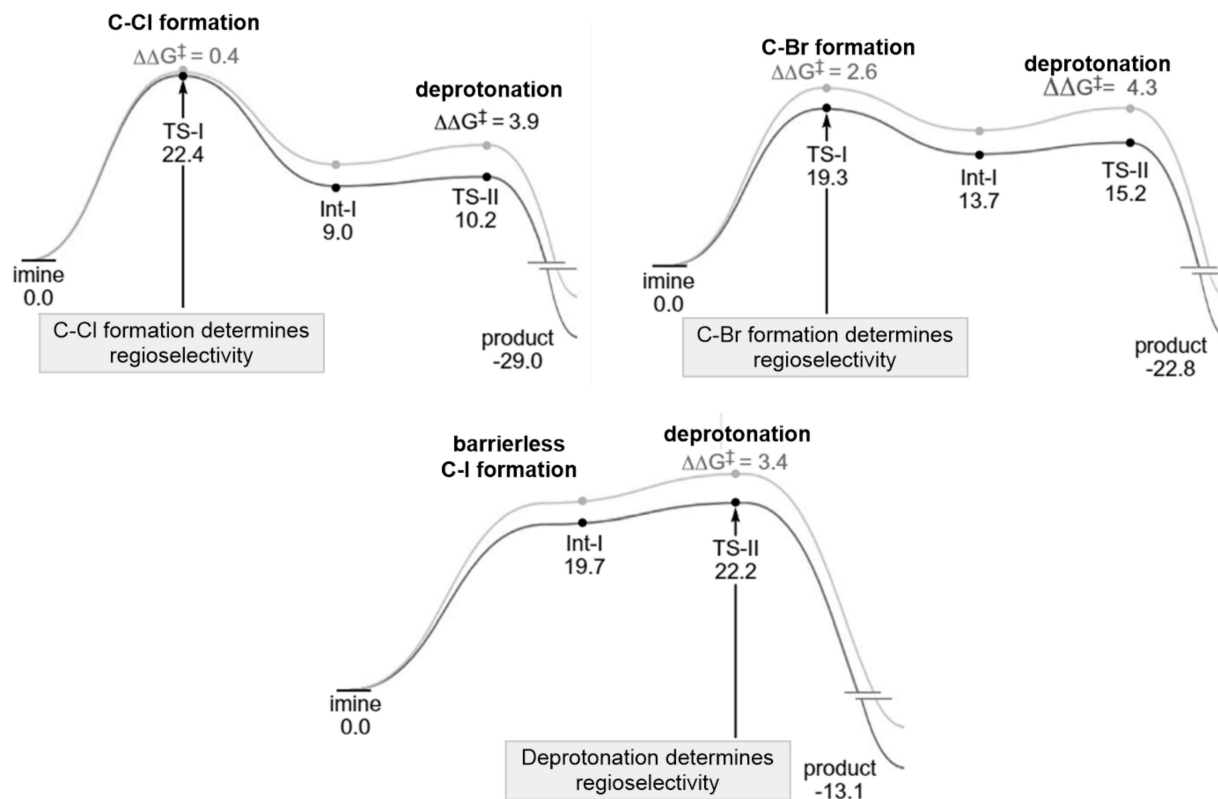 C-Cl formation
ΔΔG‡ = 0.4
TS-I
22.4
deprotonation
ΔΔG‡ = 3.9
Int-I
9.0
TS-II
10.2
imine
0.0
C-Cl formation determines
regioselectivity
product
-29.0
C-Br formation
ΔΔG‡ = 2.6
TS-I
19.3
deprotonation
ΔΔG‡= 4.3
Int-I
13.7
TS-II
15.2
imine
0.0
C-Br formation determines
regioselectivity
product
-22.8
barrierless
C-I formation
deprotonation
ΔΔG‡ = 3.4
Int-I
19.7
TS-II
22.2
imine
0.0
Deprotonation determines
regioselectivity
product
-13.1